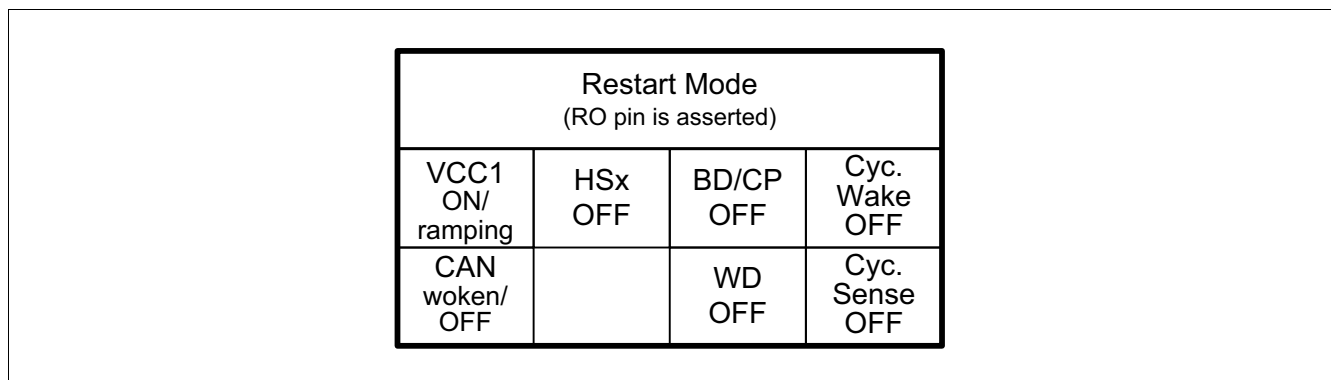 Restart Mode
(RO pin is asserted)
VCC1
ON/
ramping
HSx
OFF
BD/CP
OFF
Cyc.
Wake
OFF
CAN
woken/
OFF
WD
OFF
Cyc.
Sense
OFF